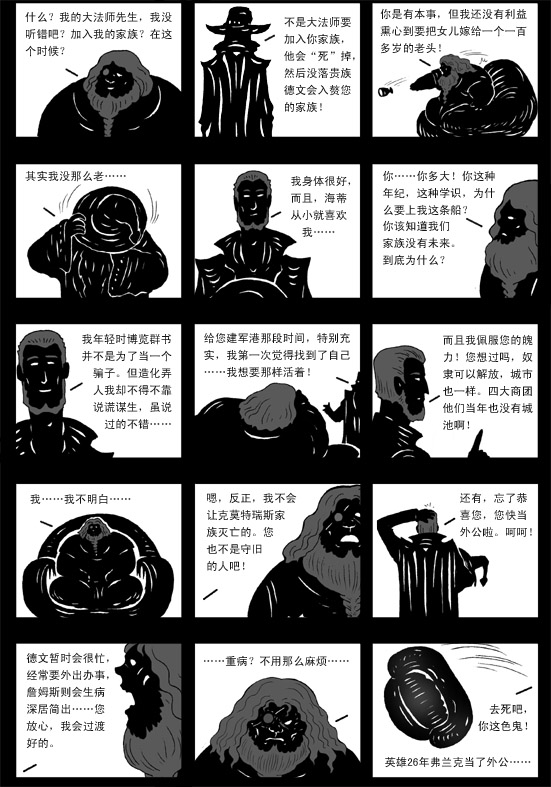 什么？我的大法师先生，我没
听错吧？加入我的家族？在这
个时候？
不是大法师要
加入你家族，
他会“死”掉，
然后没落贵族
德文会入赘您
的家族！
你是有本事，但我还没有利益
熏心到要把女儿嫁给一个一百
多岁的老头！
其实我没那么老……
我身体很好，
而且，海蒂
从小就喜欢
我……
你……你多大！你这种
年纪，这种学识，为什
么要上我这条船？
你该知道我们
家族没有未来。
到底为什么？
我年轻时博览群书
并不是为了当一个
骗子。但造化弄
人我却不得不靠
说谎谋生，虽说
过的不错……
给您建军港那段时间，特别充
实，我第一次觉得找到了自己
……我想要那样活着！
而且我佩服您的魄
力！您想过吗，奴
隶可以解放，城市
也一样。四大商团
他们当年也没有城
池啊！
我……我不明白……
嗯，反正，我不会
让克莫特瑞斯家
族灭亡的。您
也不是守旧
的人吧！
还有，忘了恭
喜您，您快当
外公啦。呵呵！
德文暂时会很忙，
经常要外出办事，
詹姆斯则会生病
深居简出……您
放心，我会过渡
好的。
……重病？不用那么麻烦……
去死吧，
你这色鬼！
英雄26年弗兰克当了外公……